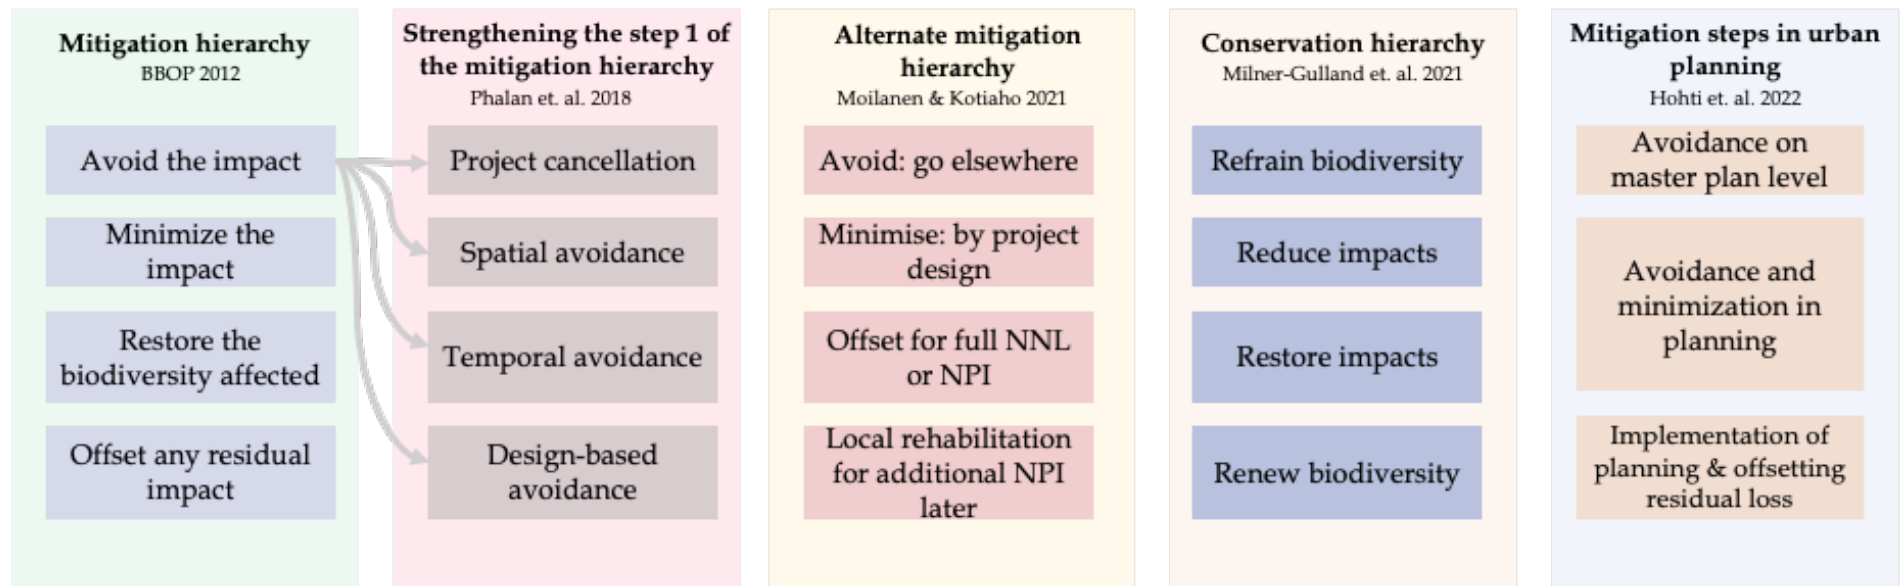 Mitigation hierarchy
BBOP 2012
Avoid the impact
Minimize the
impact
Restore the
biodiversity affected
Offset any residual
impact
Strengthening the step 1 of
the mitigation hierarchy
Phalan et. al. 2018
Project cancellation
Spatial avoidance
Temporal avoidance
Design-based
avoidance
Alternate mitigation
hierarchy
Moilanen & Kotiaho 2021
Avoid: go elsewhere
Minimise: by project
design
Offset for full NNL
or NPI
Local rehabilitation
for additional NPI
later
Conservation hierarchy
Milner-Gulland et. al. 2021
Refrain biodiversity
Reduce impacts
Restore impacts
Renew biodiversity
Mitigation steps in urban
planning
Hohti et. al. 2022
Avoidance on
master plan level
Avoidance and
minimization in
planning
Implementation of
planning & offsetting
residual loss